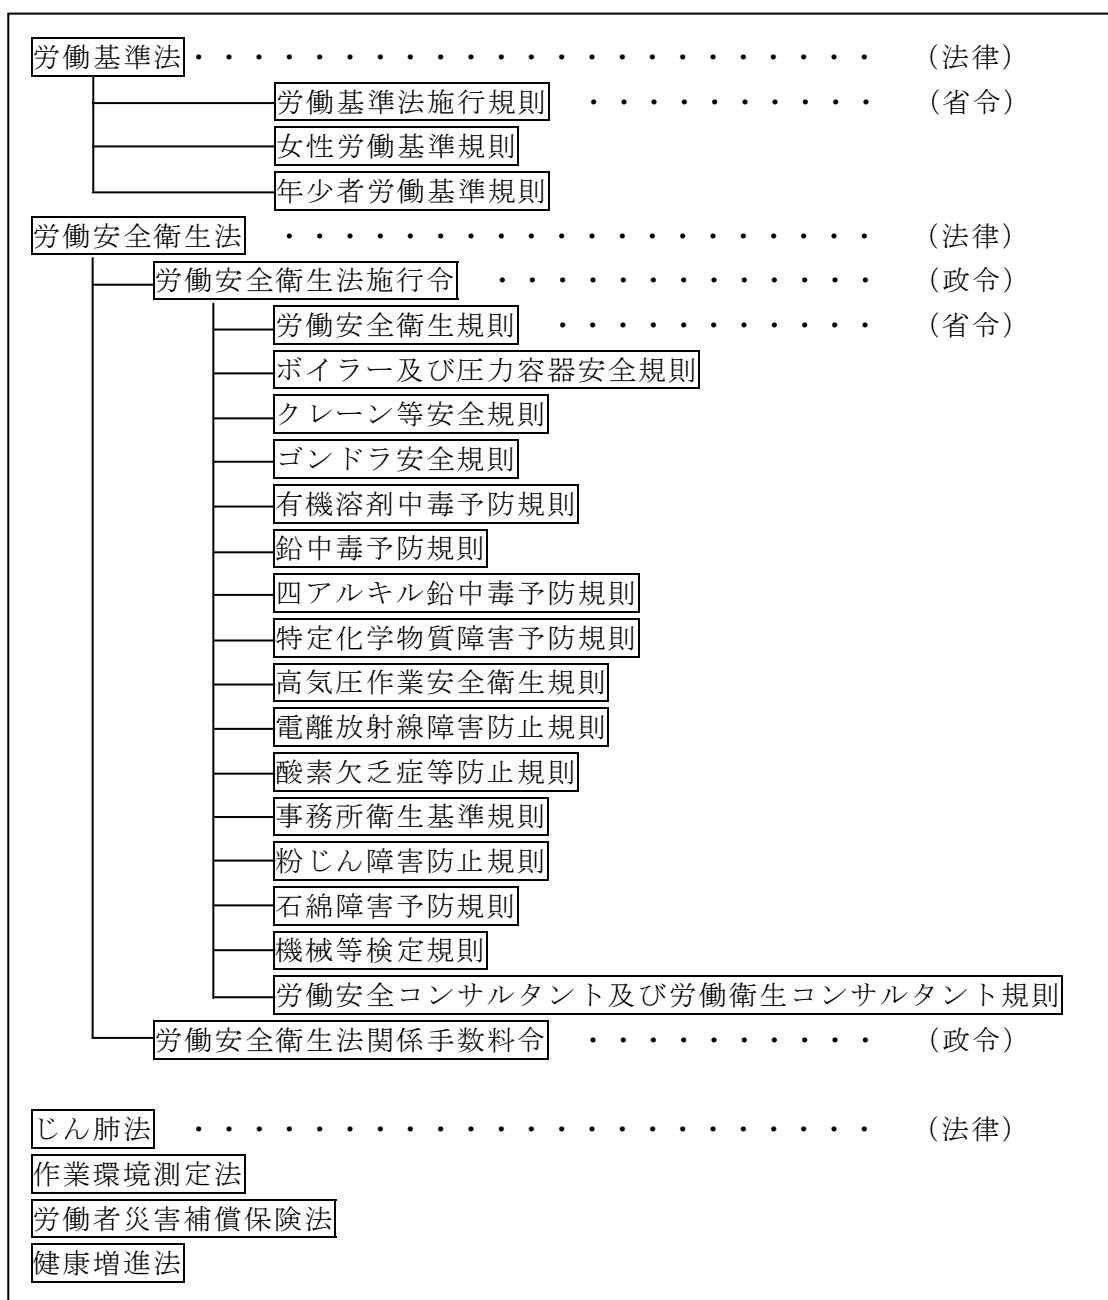 労働基準法・・・・・・・・・・・・・・・・・・・・・・・ （法律）
労働基準法施行規則 ・・・・・・・・・・ （省令）
女性労働基準規則
年少者労働基準規則
労働安全衛生法 ・・・・・・・・・・・・・・・・・・・・ （法律）
労働安全衛生法施行令 ・・・・・・・・・・・・・ （政令）
労働安全衛生規則 ・・・・・・・・・・・ （省令）
ボイラー及び圧力容器安全規則
クレーン等安全規則
ゴンドラ安全規則
有機溶剤中毒予防規則
鉛中毒予防規則
四アルキル鉛中毒予防規則
特定化学物質障害予防規則
高気圧作業安全衛生規則
電離放射線障害防止規則
酸素欠乏症等防止規則
事務所衛生基準規則
粉じん障害防止規則
石綿障害予防規則
機械等検定規則
労働安全コンサルタント及び労働衛生コンサルタント規則
労働安全衛生法関係手数料令 ・・・・・・・・・・ （政令）
じん肺法 ・・・・・・・・・・・・・・・・・・・・・・・ （法律）
作業環境測定法
労働者災害補償保険法
健康増進法